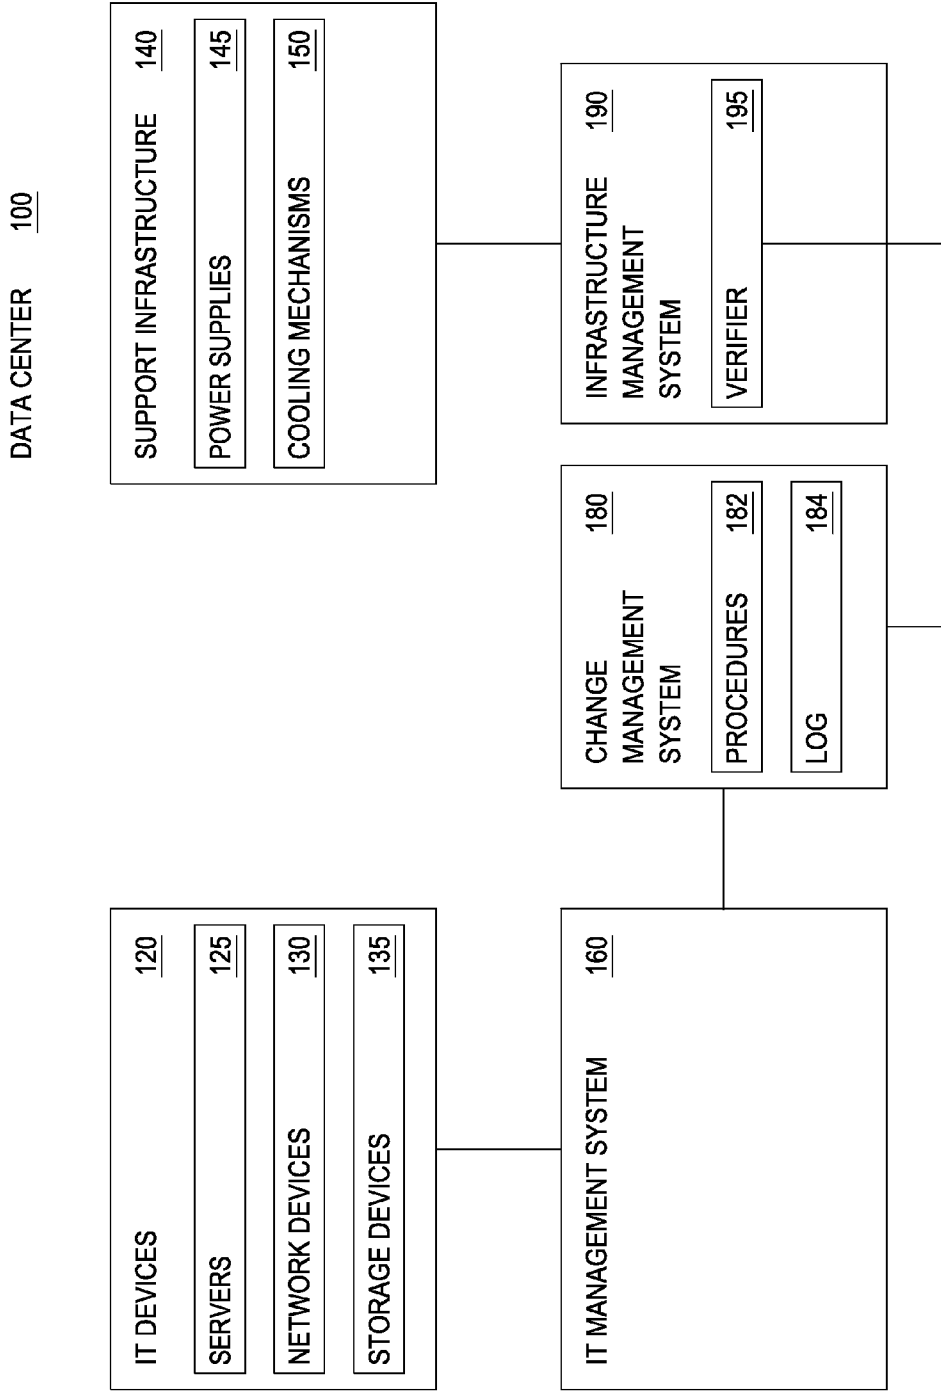 DATA CENTER 100
IT DEVICES 120
SERVERS 125
NETWORK DEVICES 130
STORAGE DEVICES 135
SUPPORT INFRASTRUCTURE 140
POWER SUPPLIES 145
COOLING MECHANISMS 150
IT MANAGEMENT SYSTEM 160
CHANGE 180
MANAGEMENT
SYSTEM
PROCEDURES 182
LOG 184
INFRASTRUCTURE 190
MANAGEMENT
SYSTEM
VERIFIER 195